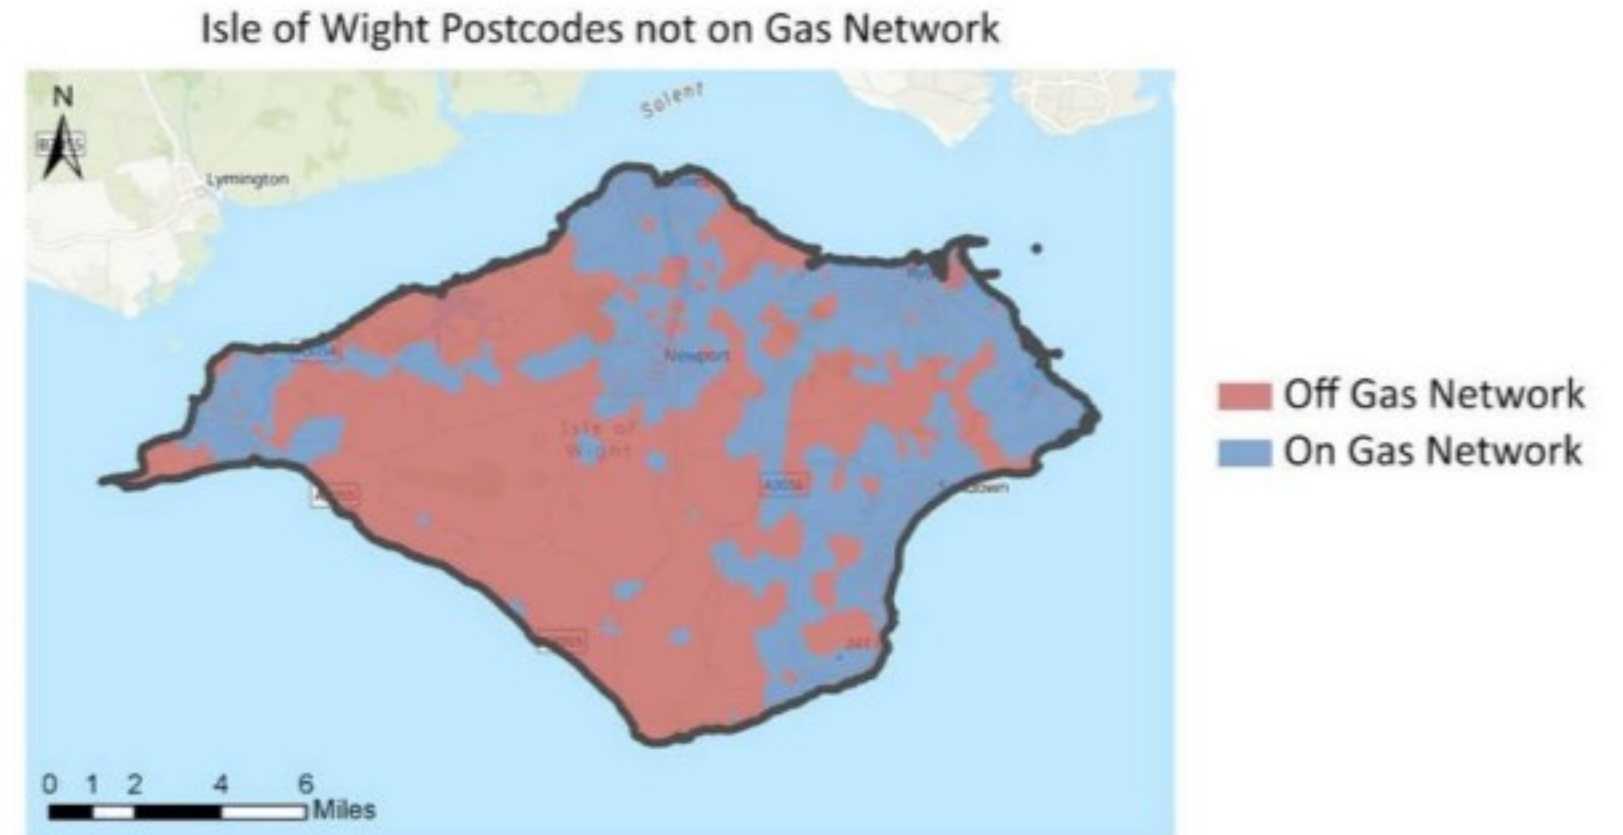 Isle of Wight Postcodes not on Gas Network
Solent
N
Lymington
Newport
Isle of
Wight
Off Gas Network
On Gas Network
0 1 2 4 6
Miles